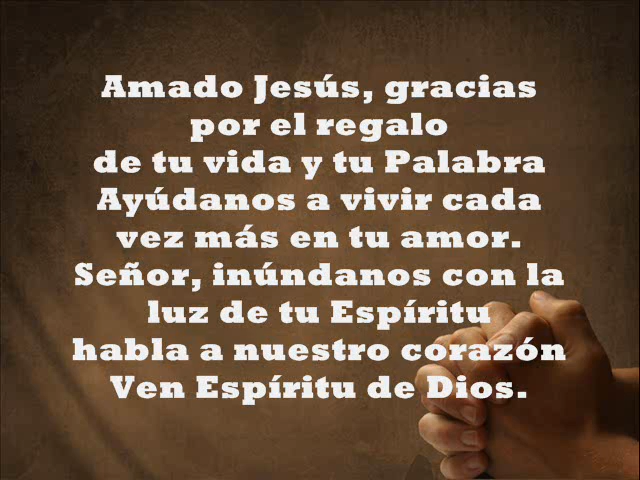 Amado Jesús, gracias
por el regalo
de tu vida y tu Palabra
Ayúdanos a vivir cada
vez más en tu amor.
Señor, inúndanos con la
luz de tu Espíritu
habla a nuestro corazón
Ven Espíritu de Dios.